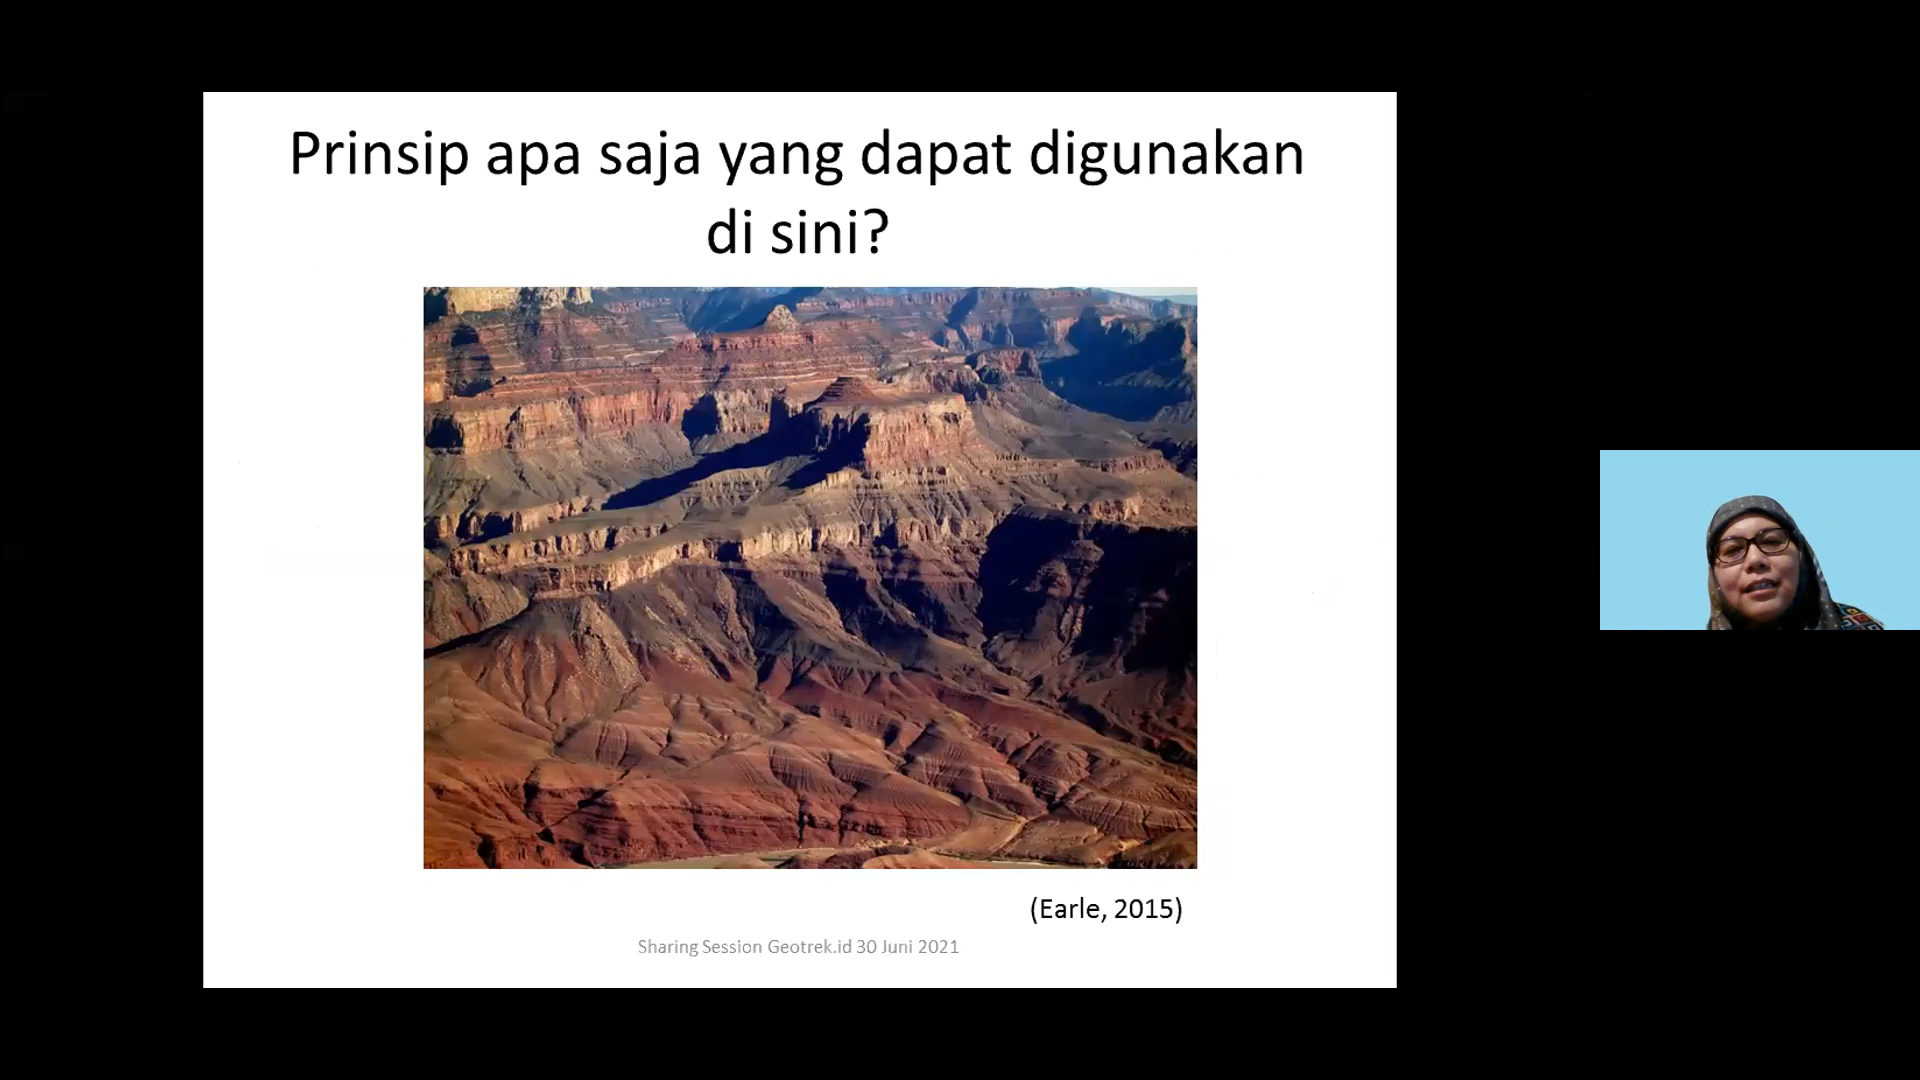 Prinsip apa saja yang dapat digunakan
di sini?
(Earle, 2015)
Sharing Session Geotrek.id 30 Juni 2021